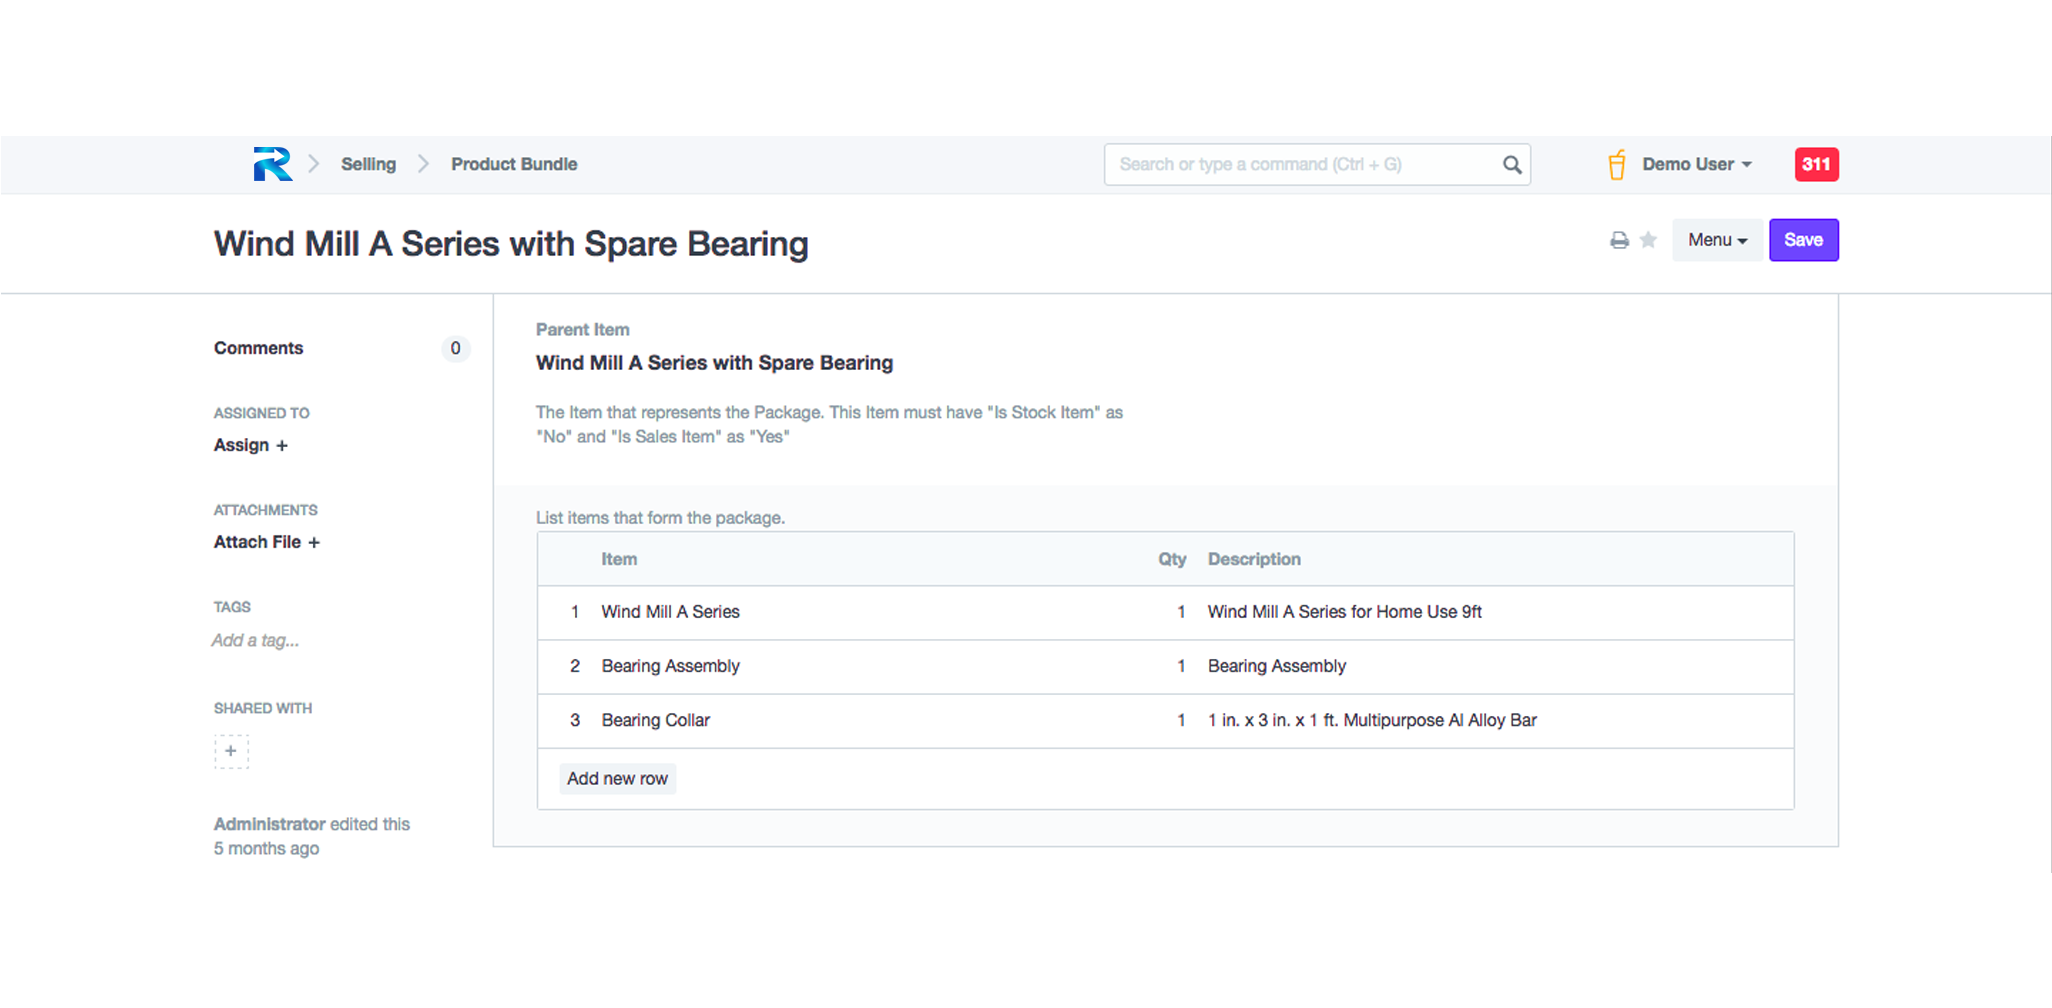 Selling
Product Bundle
Search or type a command (Ctrl + G)
Demo User
311
Wind Mill A Series with Spare Bearing
Menu
Save
Comments
0
ASSIGNED TO
Assign +
ATTACHMENTS
Attach File +
TAGS
Add a tag...
SHARED WITH
+
Administrator edited this
5 months ago
Parent Item
Wind Mill A Series with Spare Bearing
The Item that represents the Package. This Item must have "Is Stock Item" as
"No" and "Is Sales Item" as "Yes"
List items that form the package.
Item Qty Description
1 Wind Mill A Series 1 Wind Mill A Series for Home Use 9ft
2 Bearing Assembly 1 Bearing Assembly
3 Bearing Collar 1 1 in. x 3 in. x 1 ft. Multipurpose Al Alloy Bar
Add new row